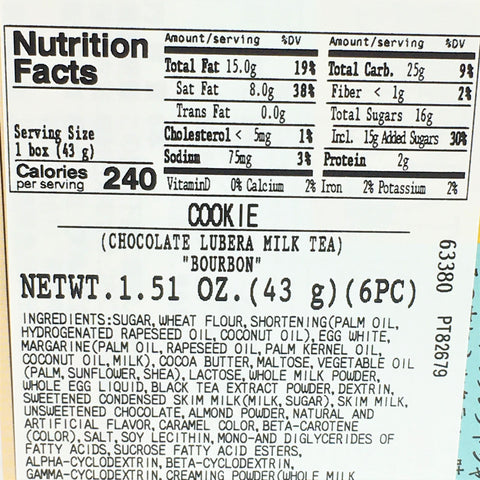 Nutrition
Facts
Serving Size
1 box (43 g)
Calories 240
per serving
Amount/serving %DV
Total Fat 15.0g 19%
Sat Fat 8.0g 38%
Trans Fat 0.0g
Cholesterol < 5mg 1%
Sodium 75mg 3%
Amount/serving %DV
Total Carb. 25g 9%
Fiber < 1g 2%
Total Sugars 16g
Incl. 15g Added Sugars 30%
Protein 2g
VitaminD 0% Calcium 2% Iron 2% Potassium 2%
COOKIE
(CHOCOLATE LUBERA MILK TEA)
"BOURBON"
NETWT.1.51 OZ.(43 g)(6PC)
INGREDIENTS:SUGAR, WHEAT FLOUR, SHORTENING(PALM OIL,
HYDROGENATED RAPESEED OIL, COCONUT OIL), EGG WHITE,
MARGARINE(PALM OIL, RAPESEED OIL, PALM KERNEL OIL,
COCONUT OIL, MILK), COCOA BUTTER, MALTOSE, VEGETABLE OIL
(PALM, SUNFLOWER, SHEA), LACTOSE, WHOLE MILK POWDER,
WHOLE EGG LIQUID, BLACK TEA EXTRACT POWDER, DEXTRIN,
SWEETENED CONDENSED SKIM MILK(MILK, SUGAR), SKIM MILK,
UNSWEETENED CHOCOLATE, ALMOND POWDER, NATURAL AND
ARTIFICIAL FLAVOR, CARAMEL COLOR, BETA-CAROTENE
(COLOR), SALT, SOY LECITHIN, MONO-AND DIGLYCERIDES OF
FATTY ACIDS, SUCROSE FATTY ACID ESTERS,
ALPHA-CYCLODEXTRIN, BETA-CYCLODEXTRIN,
GAMMA-CYCLODEXTRIN, CREAMING POWDER(WHOLE MILK
63380 PT82679